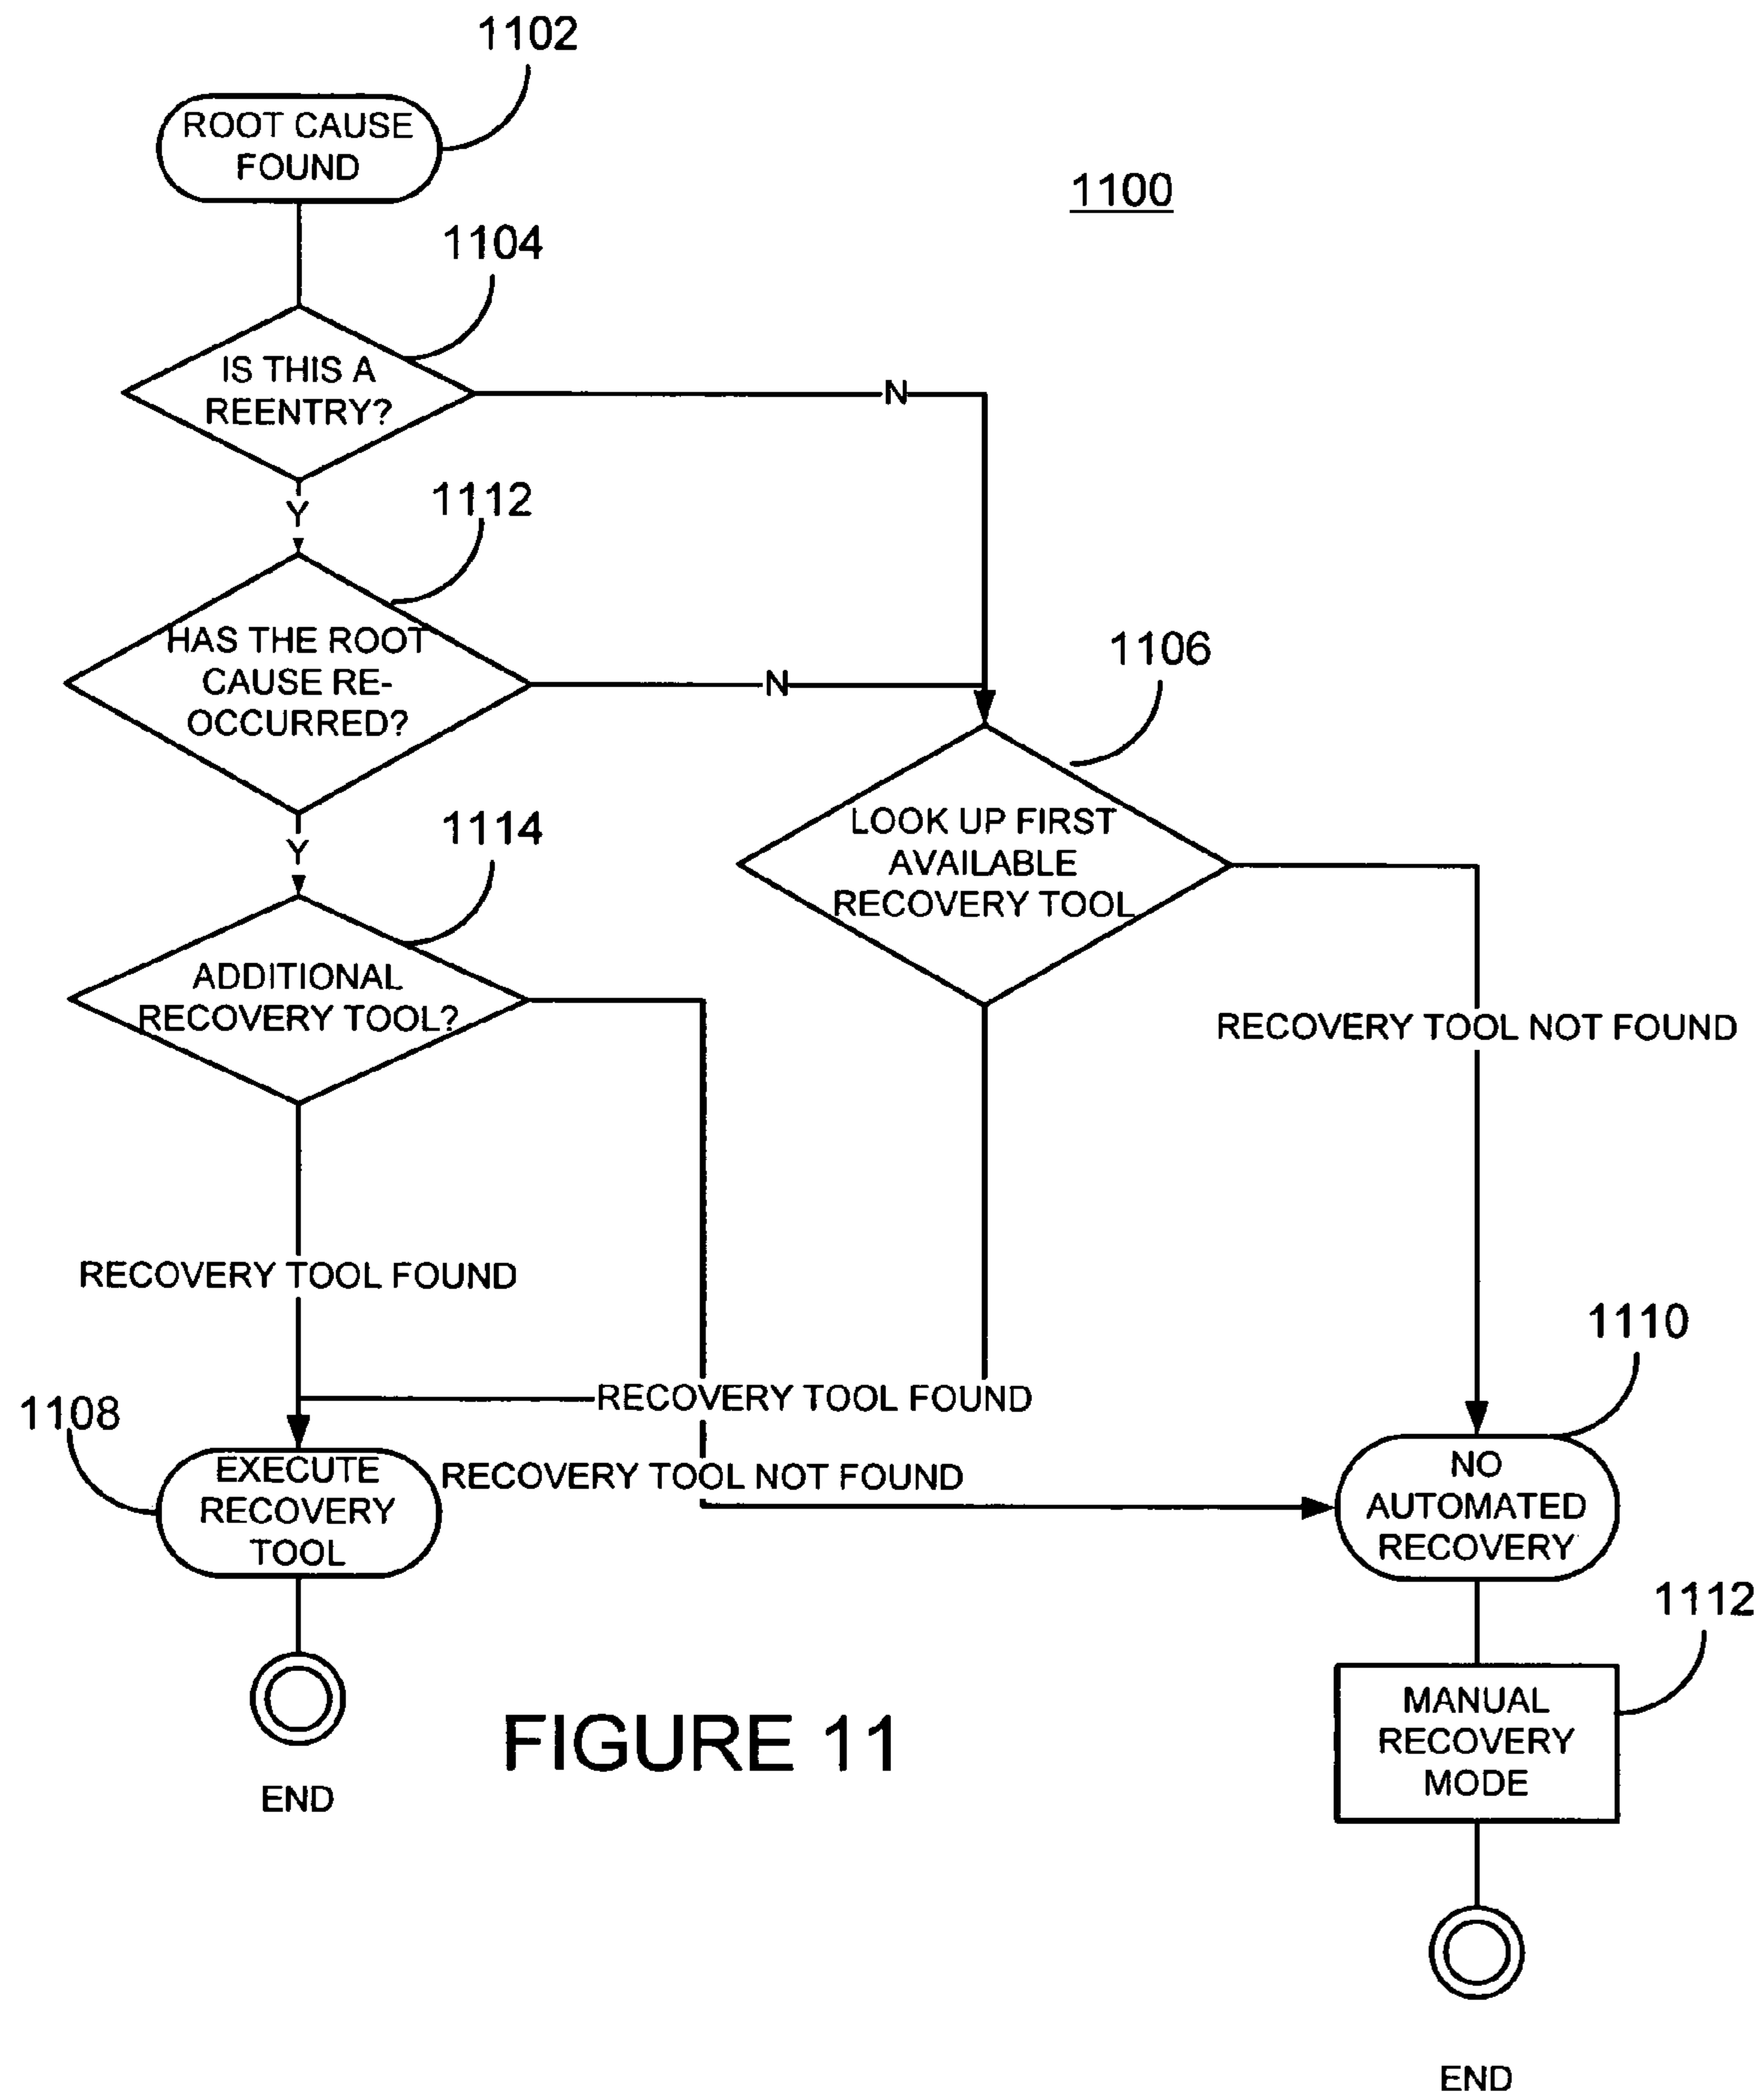 1102
ROOT CAUSE
FOUND
1100
1104
IS THIS A
REENTRY?
N
Y
1112
HAS THE ROOT
CAUSE RE-
OCCURRED?
N
1106
LOOK UP FIRST
AVAILABLE
RECOVERY TOOL
Y
1114
ADDITIONAL
RECOVERY TOOL?
RECOVERY TOOL NOT FOUND
RECOVERY TOOL FOUND
1110
RECOVERY TOOL FOUND
1108
EXECUTE
RECOVERY
TOOL
RECOVERY TOOL NOT FOUND
NO
AUTOMATED
RECOVERY
1112
MANUAL
RECOVERY
MODE
FIGURE 11
END
END